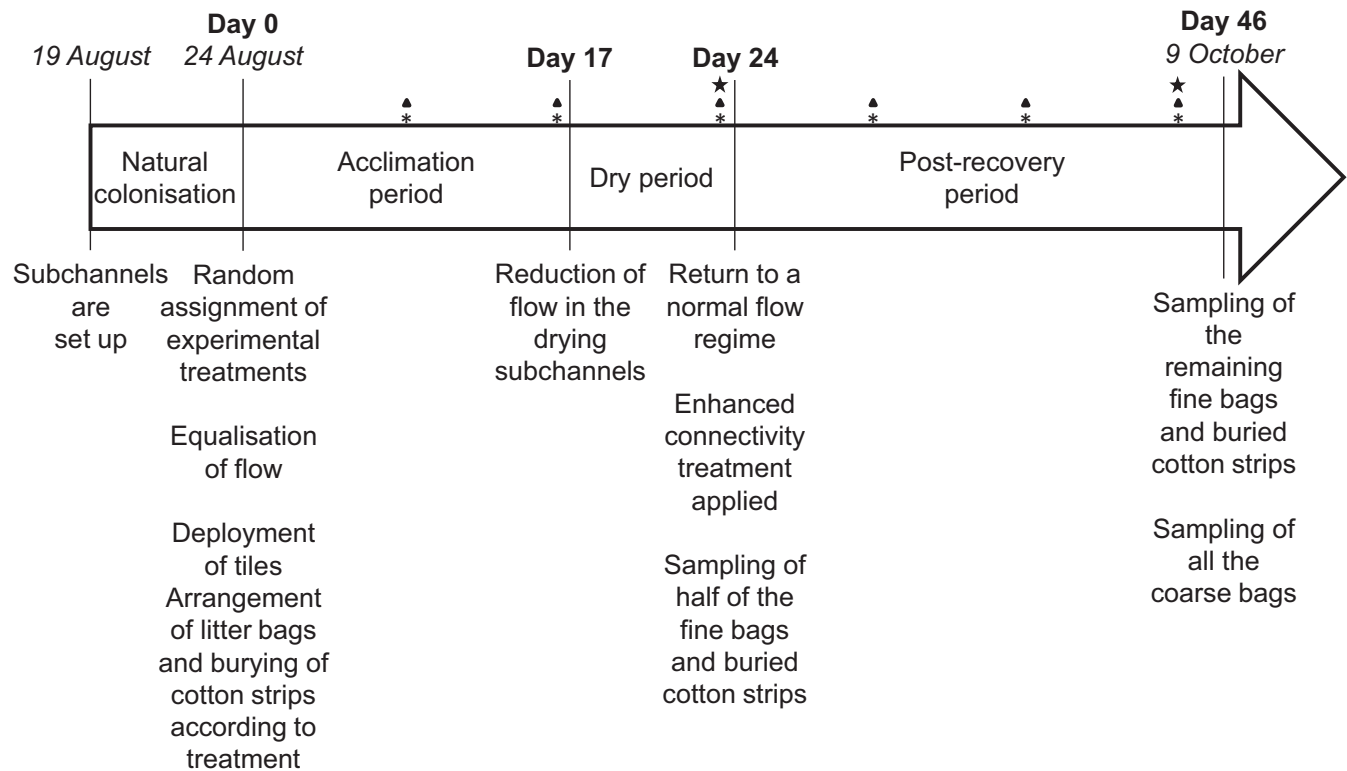 Day 0
Day 46
19 August
24 August
Day 17
Day 24
9 October
★
★
▲
▲
▲
▲
▲
▲
*
*
*
*
*
*
Natural
colonisation
Acclimation
period
Dry period
Post-recovery
period
Subchannels
are
set up
Random
assignment of
experimental
treatments
Equalisation
of flow
Deployment
of tiles
Arrangement
of litter bags
and burying of
cotton strips
according to
treatment
Reduction of
flow in the
drying
subchannels
Return to a
normal flow
regime
Enhanced
connectivity
treatment
applied
Sampling of
half of the
fine bags
and buried
cotton strips
Sampling of
the
remaining
fine bags
and buried
cotton strips
Sampling of
all the
coarse bags